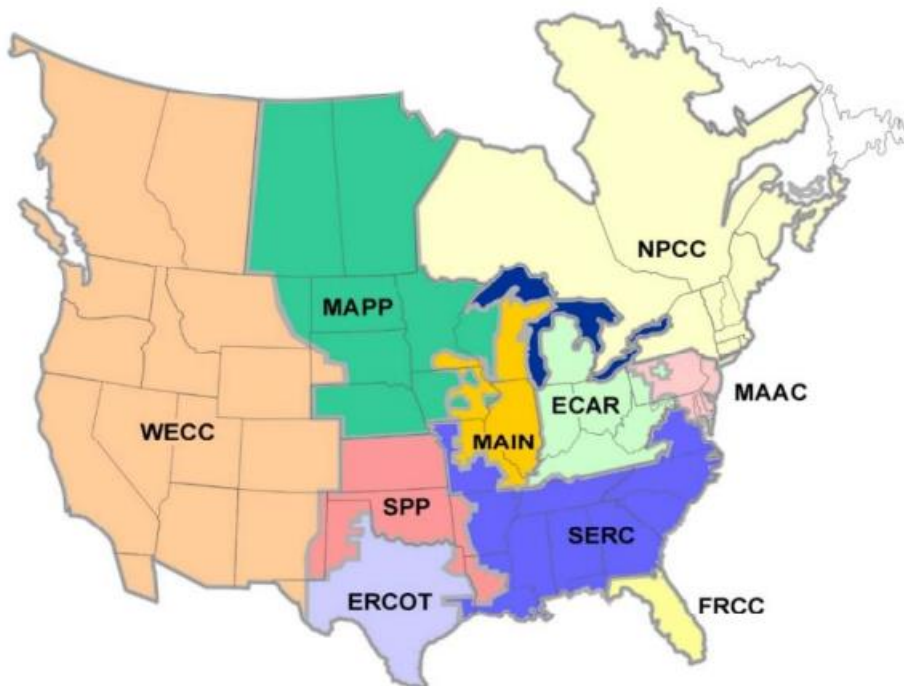 NPCC
MAPP
MAAC
ECAR
WECC
MAIN
SPP
SERC
ERCOT
FRCC